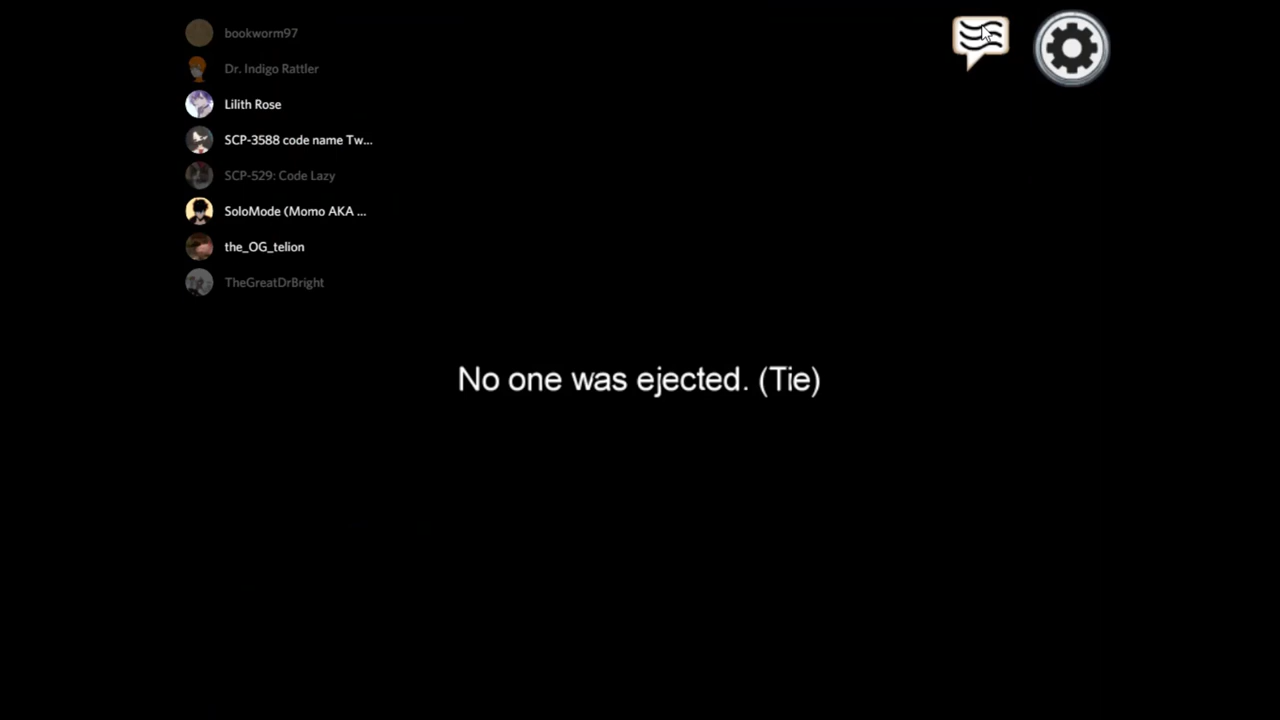 bookworm97
Dr. Indigo Rattler
Lilith Rose
SCP-3588 code name Tw...
SCP-529: Code Lazy
SoloMode (Momo AKA ...
the_OG_telion
TheGreatDrBright
No one was ejected. (Tie)